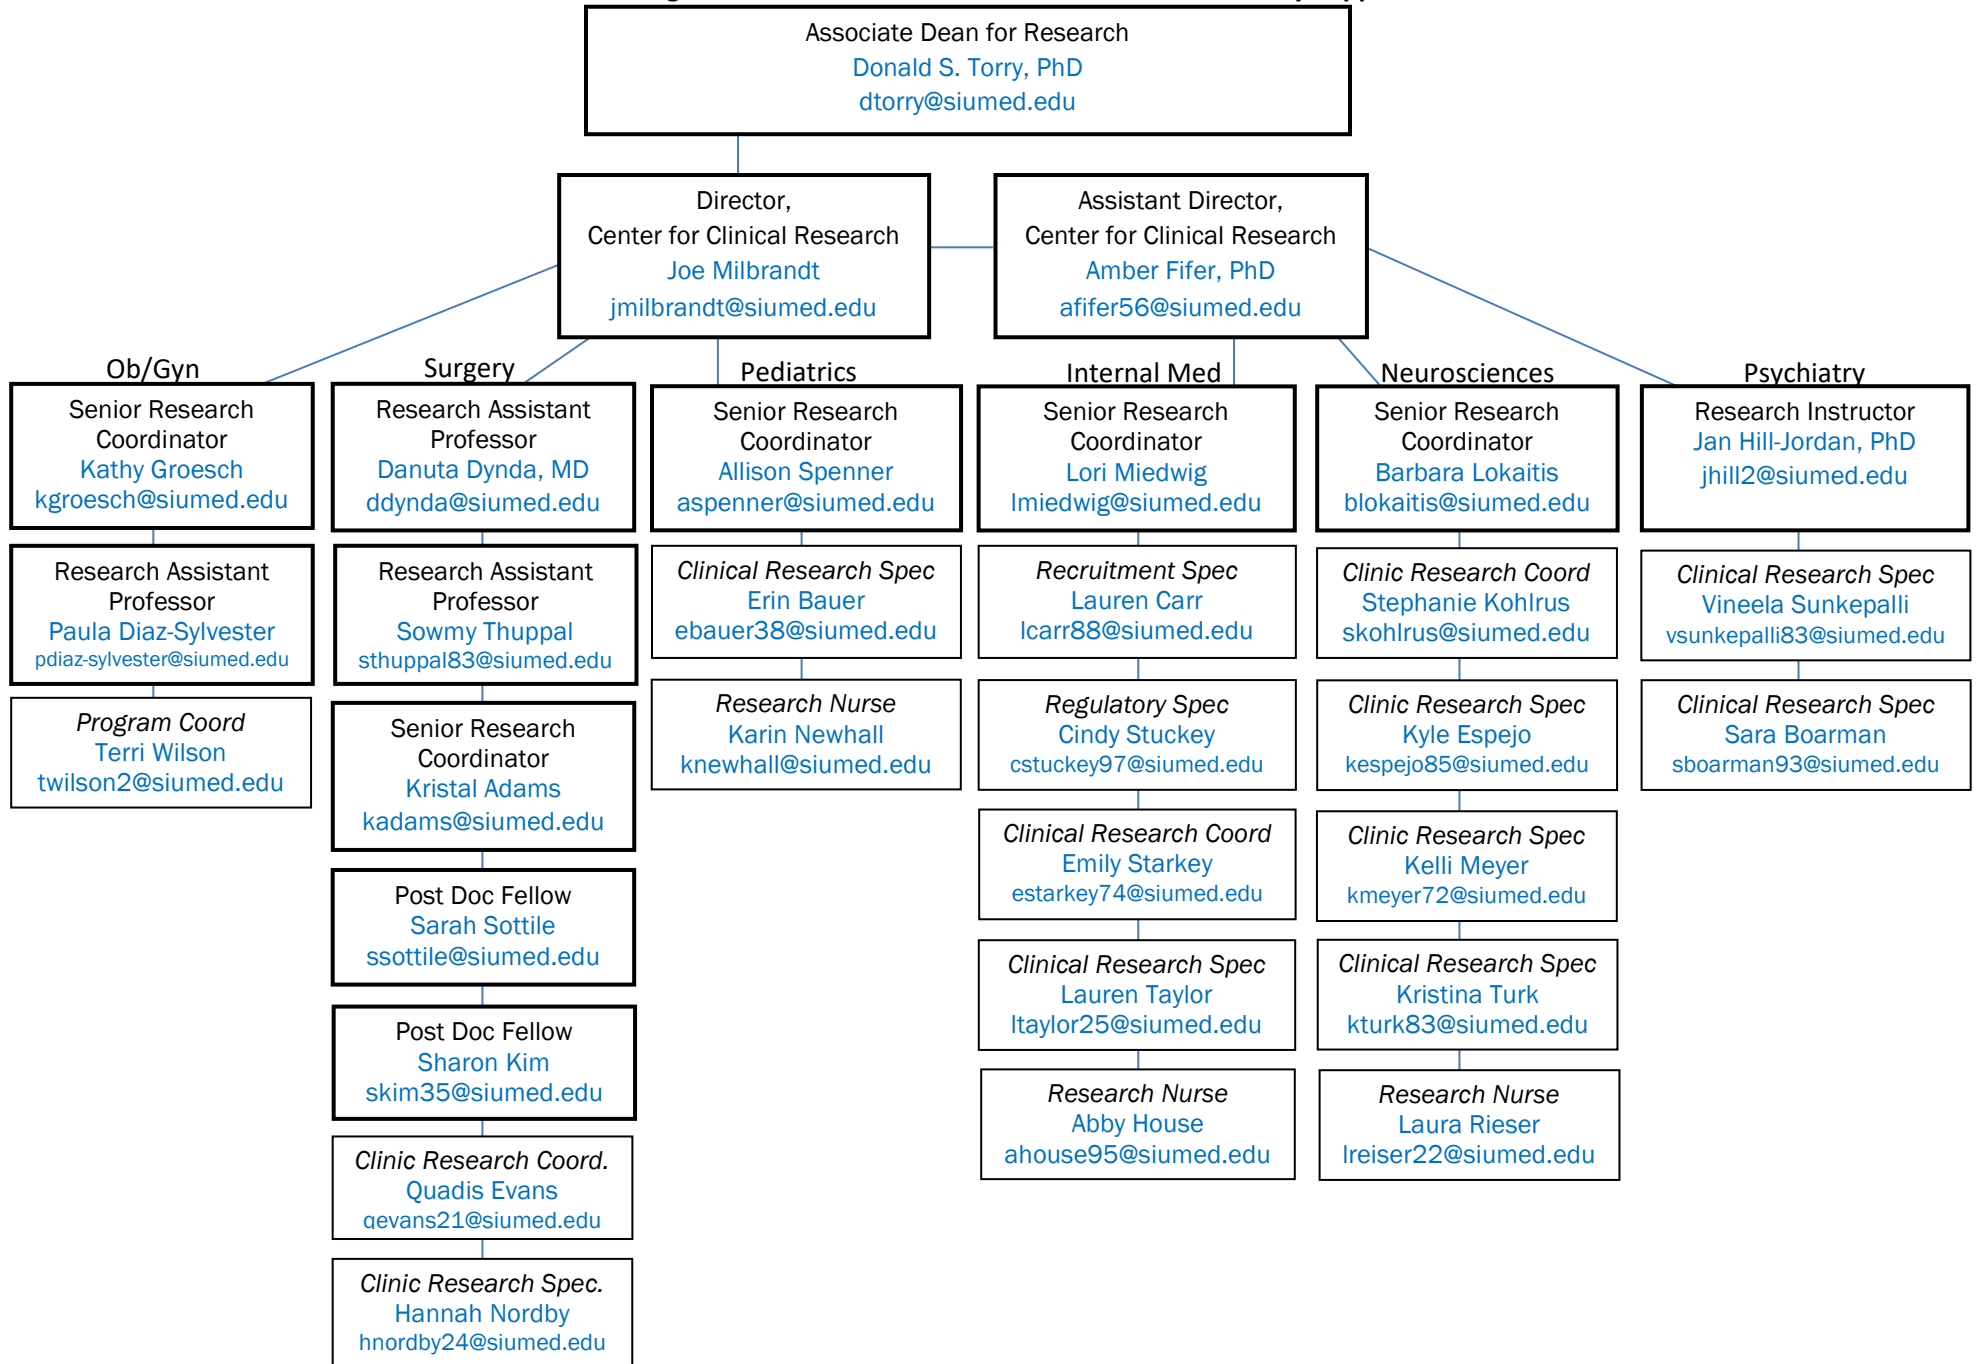 Associate Dean for Research
Donald S. Torry, PhD
dtorry@siumed.edu
Director,
Center for Clinical Research
Joe Milbrandt
jmilbrandt@siumed.edu
Assistant Director,
Center for Clinical Research
Amber Fifer, PhD
afifer56@siumed.edu
Ob/Gyn
Senior Research
Coordinator
Kathy Groesch
kgroesch@siumed.edu
Research Assistant
Professor
Paula Diaz-Sylvester
pdiaz-sylvester@siumed.edu
Program Coord
Terri Wilson
twilson2@siumed.edu
Surgery
Research Assistant
Professor
Danuta Dynda, MD
ddynda@siumed.edu
Research Assistant
Professor
Sowmy Thuppal
sthuppal83@siumed.edu
Senior Research
Coordinator
Kristal Adams
kadams@siumed.edu
Post Doc Fellow
Sarah Sottile
ssottile@siumed.edu
Post Doc Fellow
Sharon Kim
skim35@siumed.edu
Clinic Research Coord.
Quadis Evans
qevans21@siumed.edu
Clinic Research Spec.
Hannah Nordby
hnordby24@siumed.edu
Pediatrics
Senior Research
Coordinator
Allison Spenner
aspenner@siumed.edu
Clinical Research Spec
Erin Bauer
ebauer38@siumed.edu
Research Nurse
Karin Newhall
knewhall@siumed.edu
Internal Med
Senior Research
Coordinator
Lori Miedwig
lmiedwig@siumed.edu
Recruitment Spec
Lauren Carr
lcarr88@siumed.edu
Regulatory Spec
Cindy Stuckey
cstuckey97@siumed.edu
Clinical Research Coord
Emily Starkey
estarkey74@siumed.edu
Clinical Research Spec
Lauren Taylor
ltaylor25@siumed.edu
Research Nurse
Abby House
ahouse95@siumed.edu
Neurosciences
Senior Research
Coordinator
Barbara Lokaitis
blokaitis@siumed.edu
Clinic Research Coord
Stephanie Kohlrus
skohlrus@siumed.edu
Clinic Research Spec
Kyle Espejo
kespejo85@siumed.edu
Clinic Research Spec
Kelli Meyer
kmeyer72@siumed.edu
Clinical Research Spec
Kristina Turk
kturk83@siumed.edu
Research Nurse
Laura Rieser
lreiser22@siumed.edu
Psychiatry
Research Instructor
Jan Hill-Jordan, PhD
jhill2@siumed.edu
Clinical Research Spec
Vineela Sunkepalli
vsunkepalli83@siumed.edu
Clinical Research Spec
Sara Boarman
sboarman93@siumed.edu